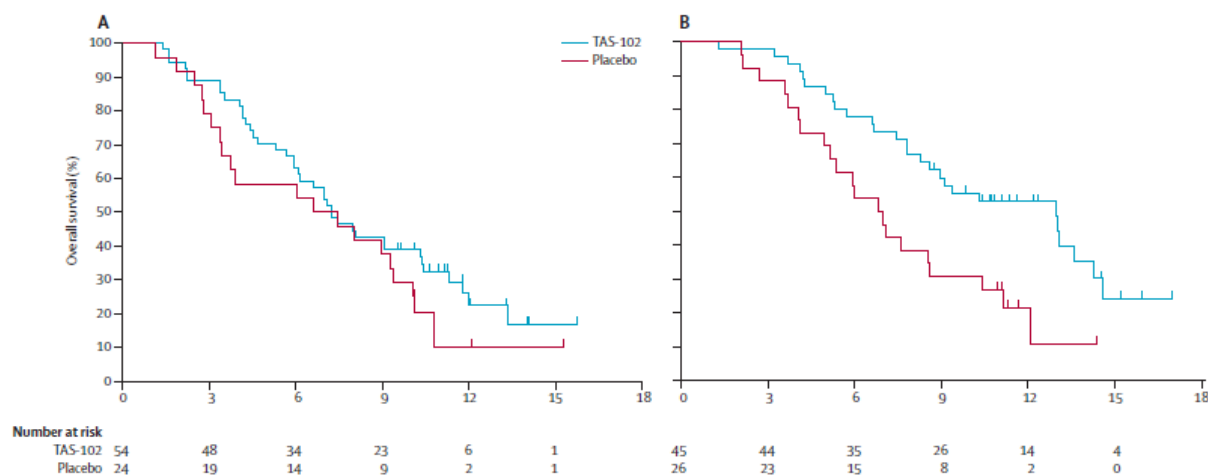 A
B
TAS-102
Placebo
Overall survival (%)
100
90
80
70
60
50
40
30
20
10
0
0 3 6 9 12 15 18
0 3 6 9 12 15 18
Number at risk
TAS-102 54 48 34 23 6 1 45 44 35 26 14 4
Placebo 24 19 14 9 2 1 26 23 15 8 2 0